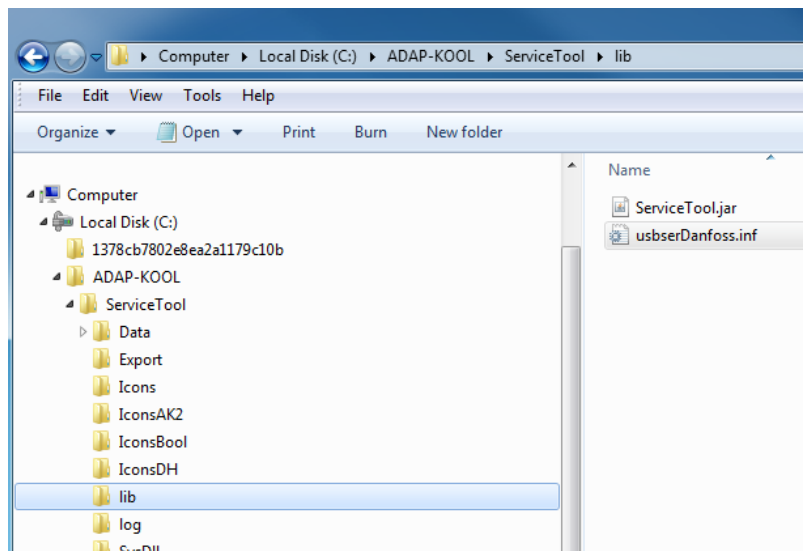 Computer Local Disk (C:) ADAP-KOOL ServiceTool lib
File Edit View Tools Help
Organize Open Print Burn New folder
Computer
Local Disk (C:)
1378cb7802e8ea2a1179c10b
ADAP-KOOL
ServiceTool
Data
Export
Icons
IconsAK2
IconsBool
IconsDH
lib
log
Name
ServiceTool.jar
usbserDanfoss.inf